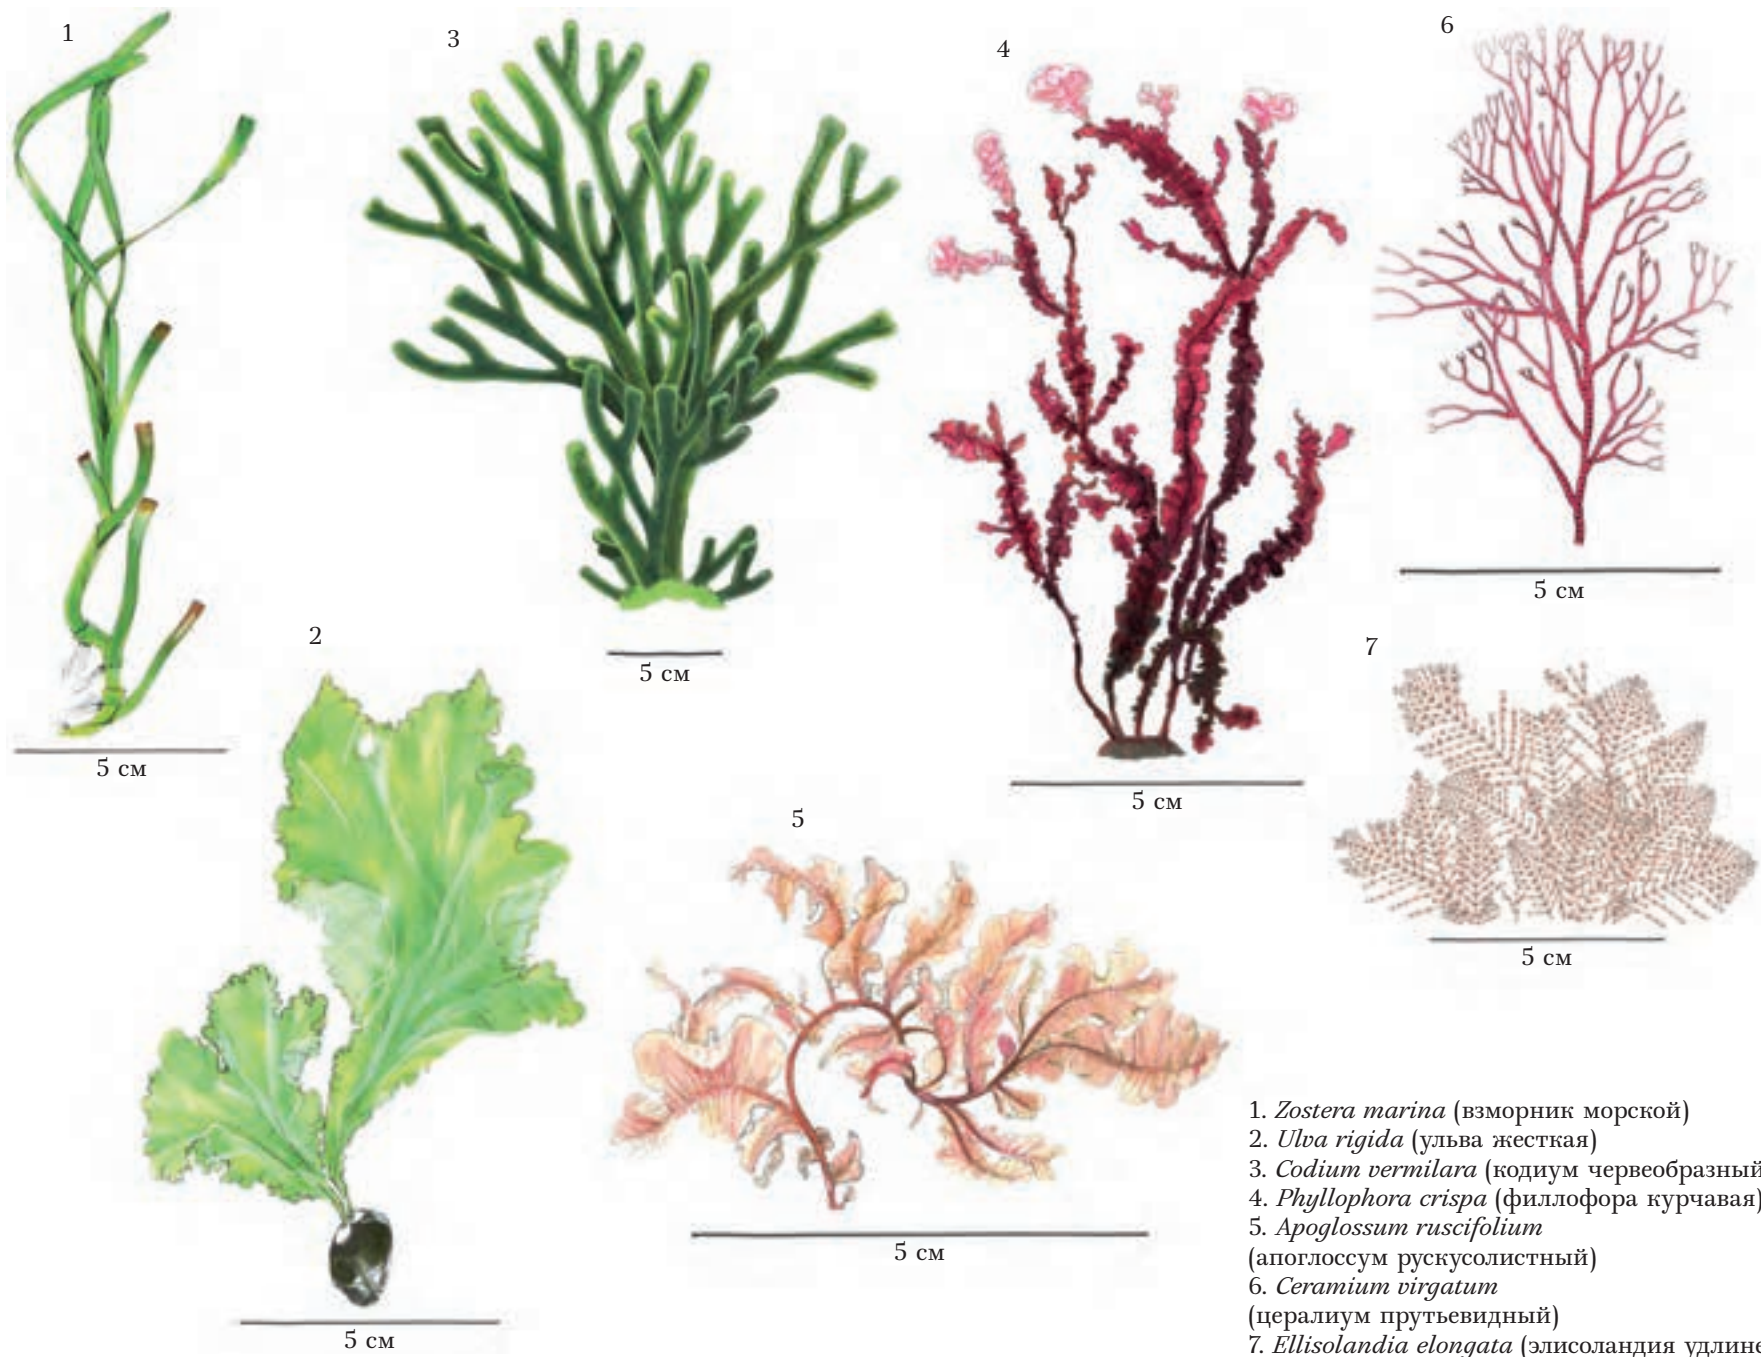 1
3
4
6
5 см
7
2
5 см
5 см
5 см
5
5 см
5 см
5 см
1. Zostera marina (взморник морской)
2. Ulva rigida (ульва жесткая)
3. Codium vermilara (кодиум червеобразный
4. Phyllophora crispa (филлофора курчавая)
5. Apoglossum ruscifolium
(апоглоссум рускусолистный)
6. Ceramium virgatum
(цералиум прутьевидный)
7. Ellisolandia elongata (элисоландия удлине